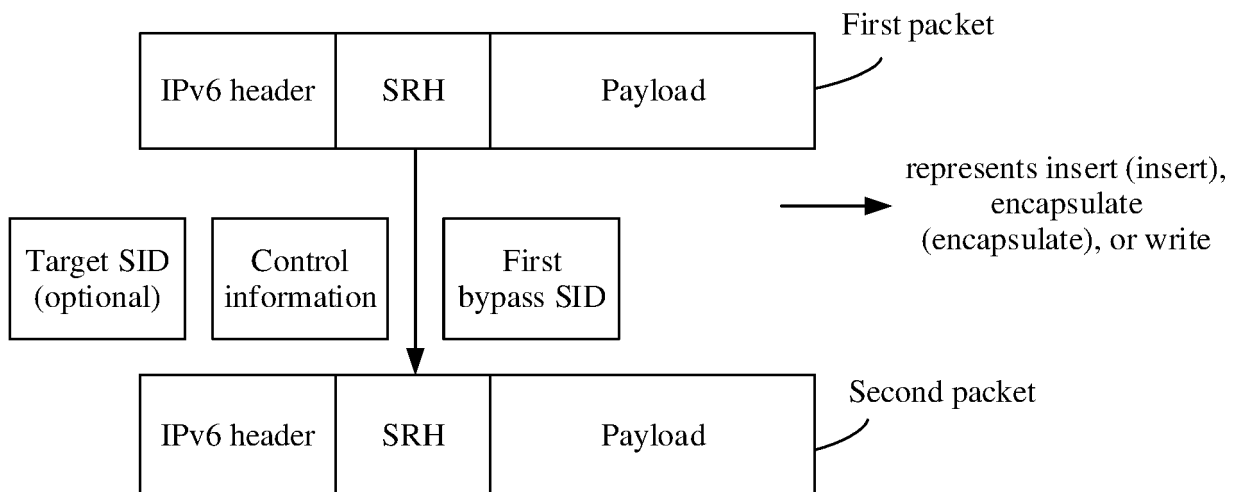 First packet
IPv6 header
SRH
Payload
represents insert (insert),
encapsulate
(encapsulate), or write
Target SID
(optional)
Control
information
First
bypass SID
Second packet
IPv6 header
SRH
Payload